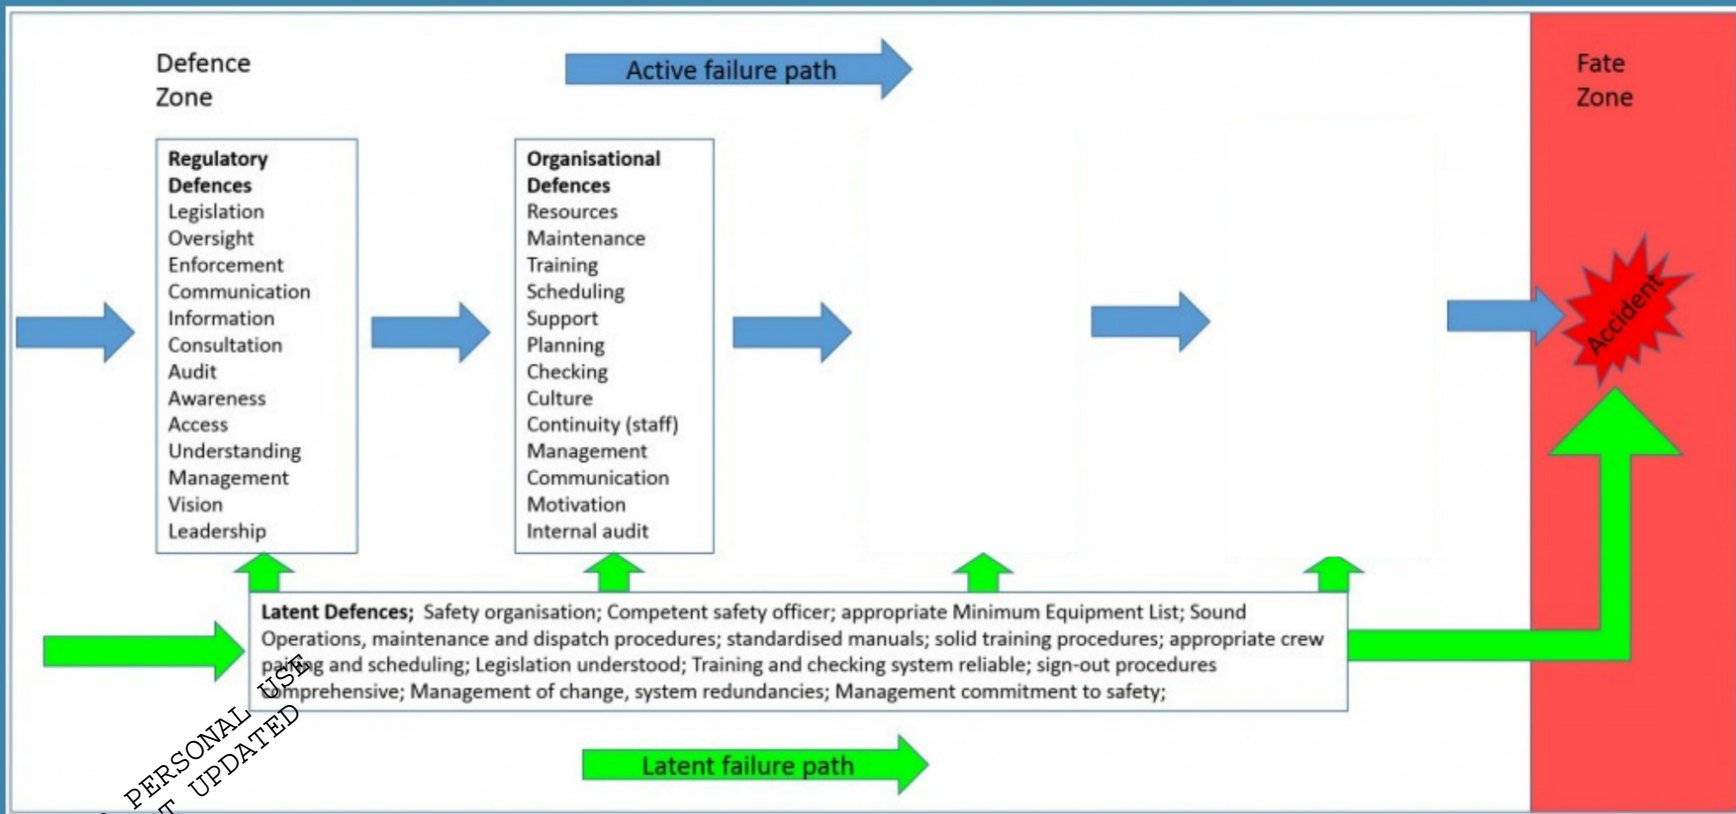 Defence
Zone
Active failure path
Fate
Zone
Regulatory
Defences
Legislation
Oversight
Enforcement
Communication
Information
Consultation
Audit
Awareness
Access
Understanding
Management
Vision
Leadership
Organisational
Defences
Resources
Maintenance
Training
Scheduling
Support
Planning
Checking
Culture
Continuity (staff)
Management
Communication
Motivation
Internal audit
Accident
Latent Defences; Safety organisation; Competent safety officer; appropriate Minimum Equipment List; Sound
Operations, maintenance and dispatch procedures; standardised manuals; solid training procedures; appropriate crew
pairing and scheduling; Legislation understood; Training and checking system reliable; sign-out procedures
comprehensive; Management of change, system redundancies; Management commitment to safety;
Latent failure path
PERSONAL USE
UPDATED